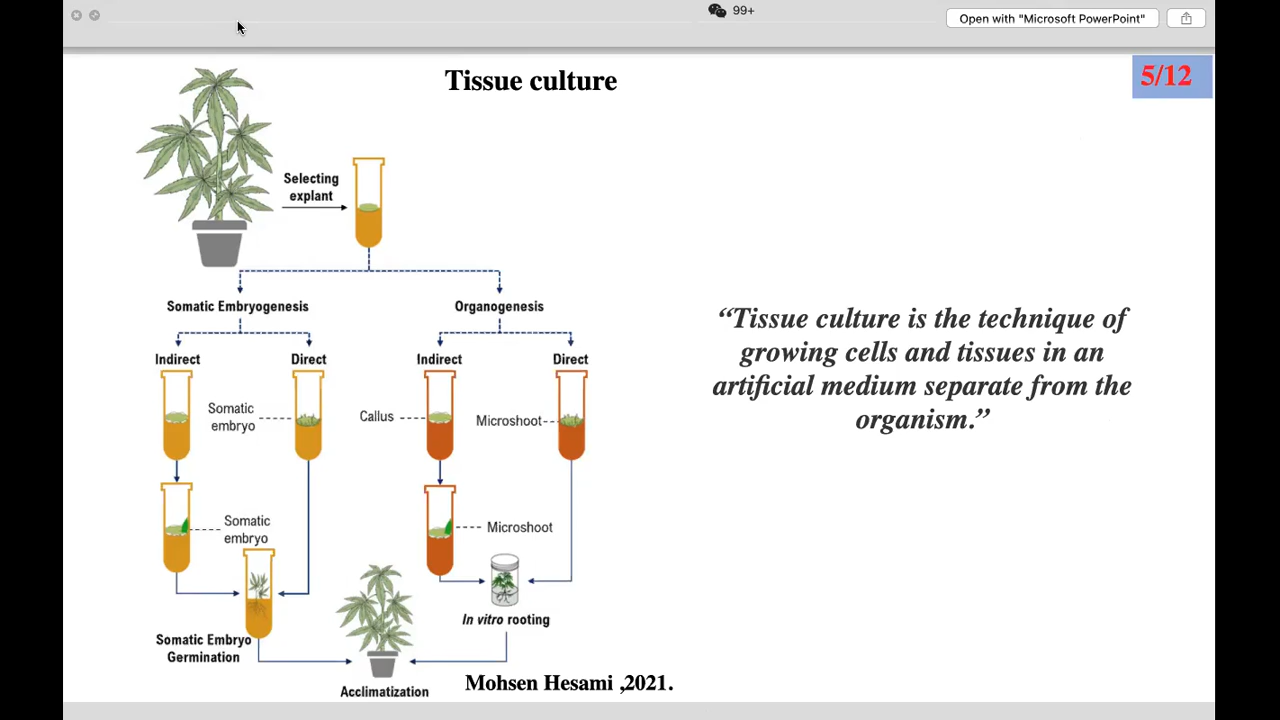 99+
Open with "Microsoft PowerPoint"
Tissue culture
5/12
Selecting
explant
Somatic Embryogenesis
Organogenesis
Indirect
Direct
Indirect
Direct
Somatic
embryo
Callus
Microshoot
Somatic
embryo
Microshoot
In vitro rooting
Somatic Embryo
Germination
Acclimatization
Mohsen Hesami ,2021.
“Tissue culture is the technique of
growing cells and tissues in an
artificial medium separate from the
organism.”